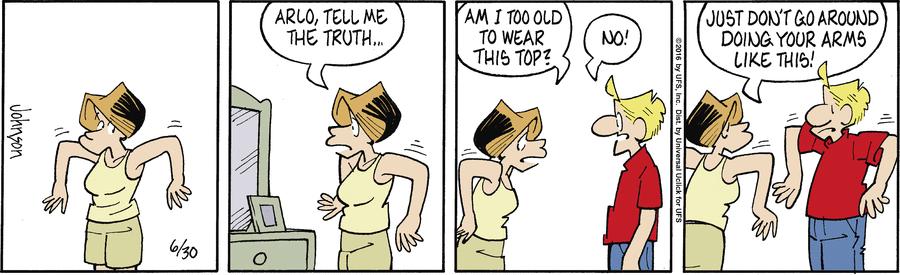 Johnson
6/30
ARLO, TELL ME
THE TRUTH...
AM I TOO OLD
TO WEAR
THIS TOP?
NO!
©2016 by UFS, Inc. Dist. by Universal Uclick for UFS
JUST DON'T GO AROUND
DOING YOUR ARMS
LIKE THIS!